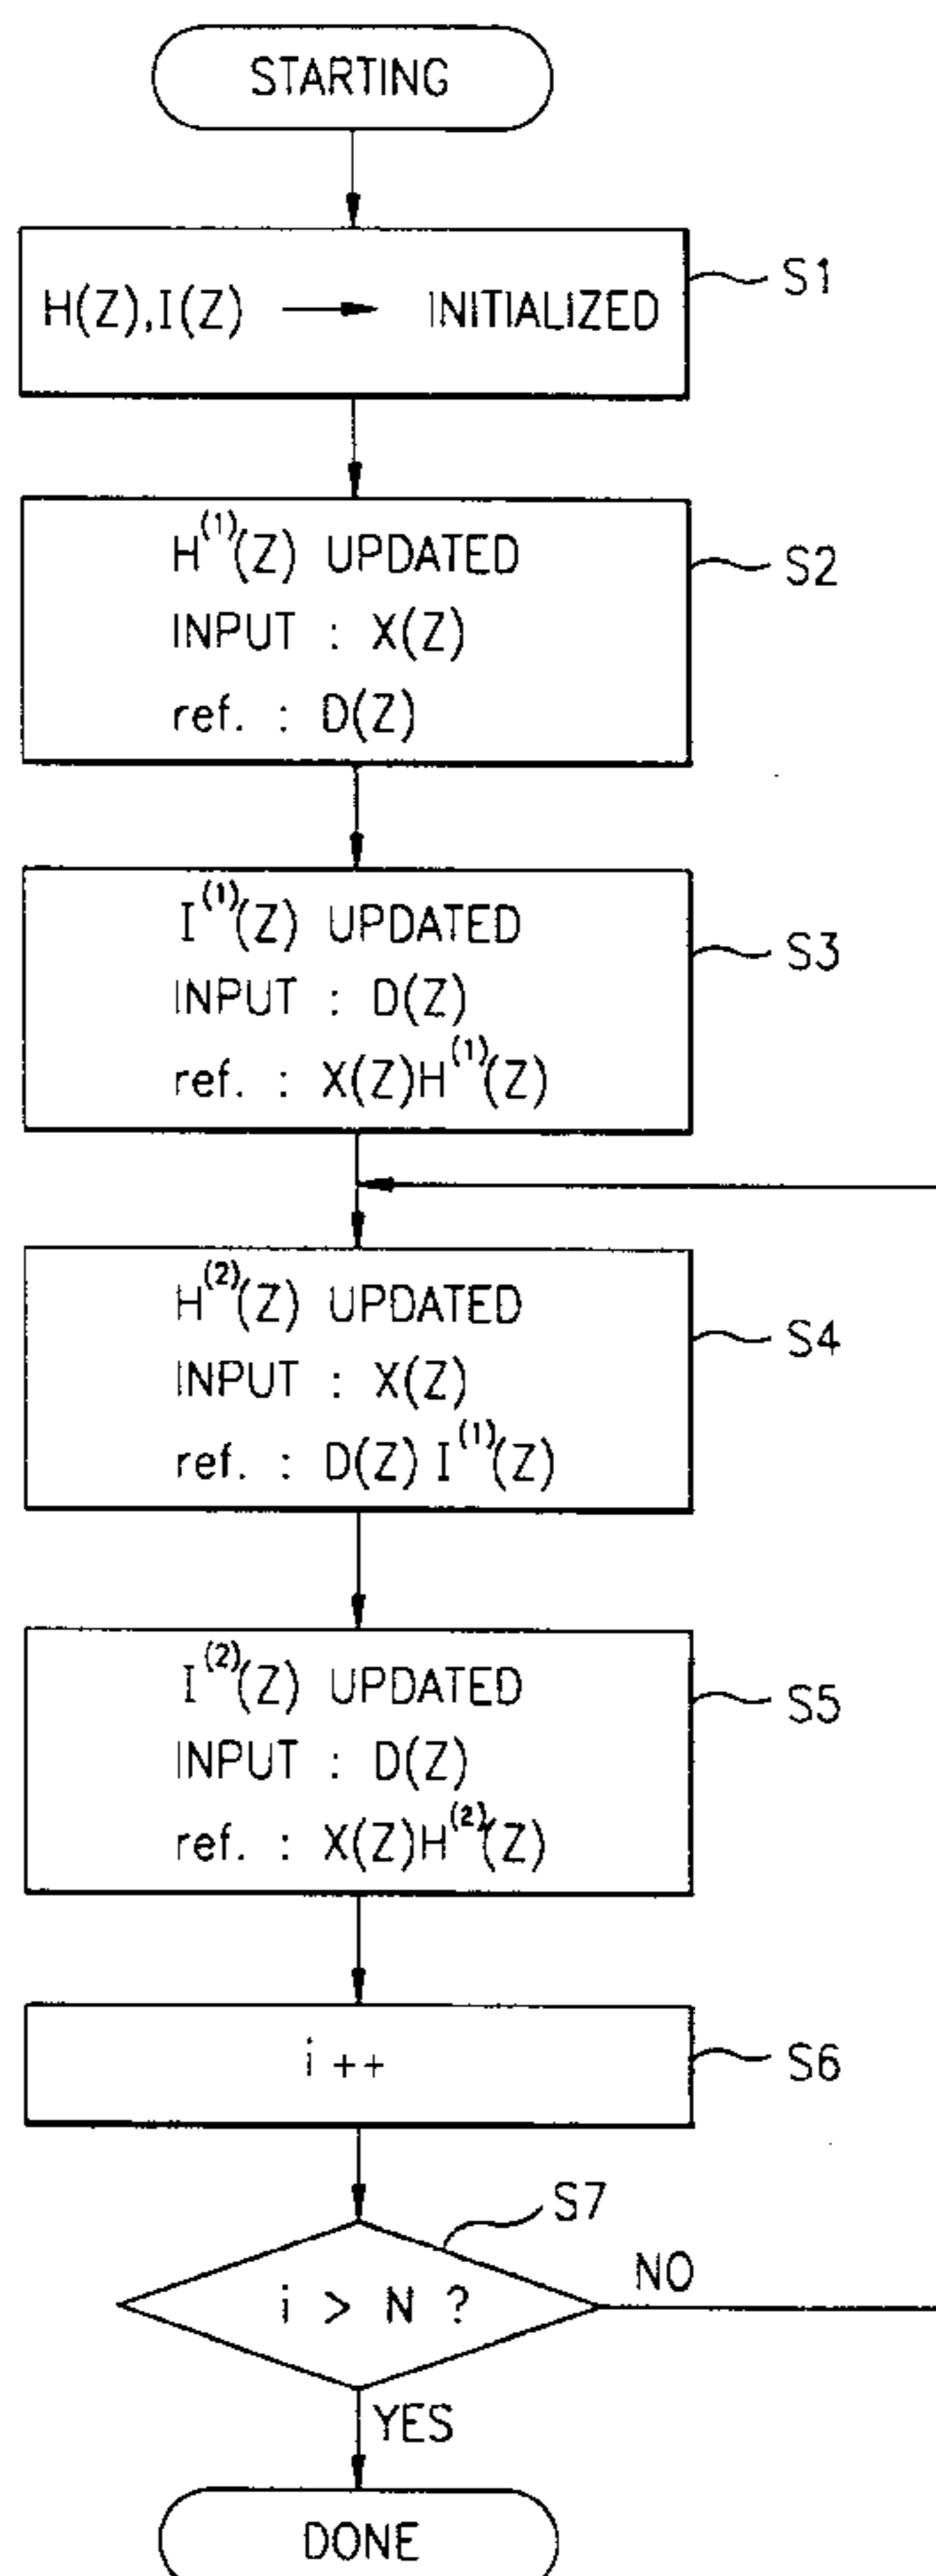 STARTING
H(Z),I(Z) → INITIALIZED
S1
H⁽¹⁾(Z) UPDATED
INPUT : X(Z)
ref. : D(Z)
S2
I⁽¹⁾(Z) UPDATED
INPUT : D(Z)
ref. : X(Z)H⁽¹⁾(Z)
S3
H⁽²⁾(Z) UPDATED
INPUT : X(Z)
ref. : D(Z) I⁽¹⁾(Z)
S4
I⁽²⁾(Z) UPDATED
INPUT : D(Z)
ref. : X(Z)H⁽²⁾(Z)
S5
i ++
S6
S7
i > N ?
NO
YES
DONE